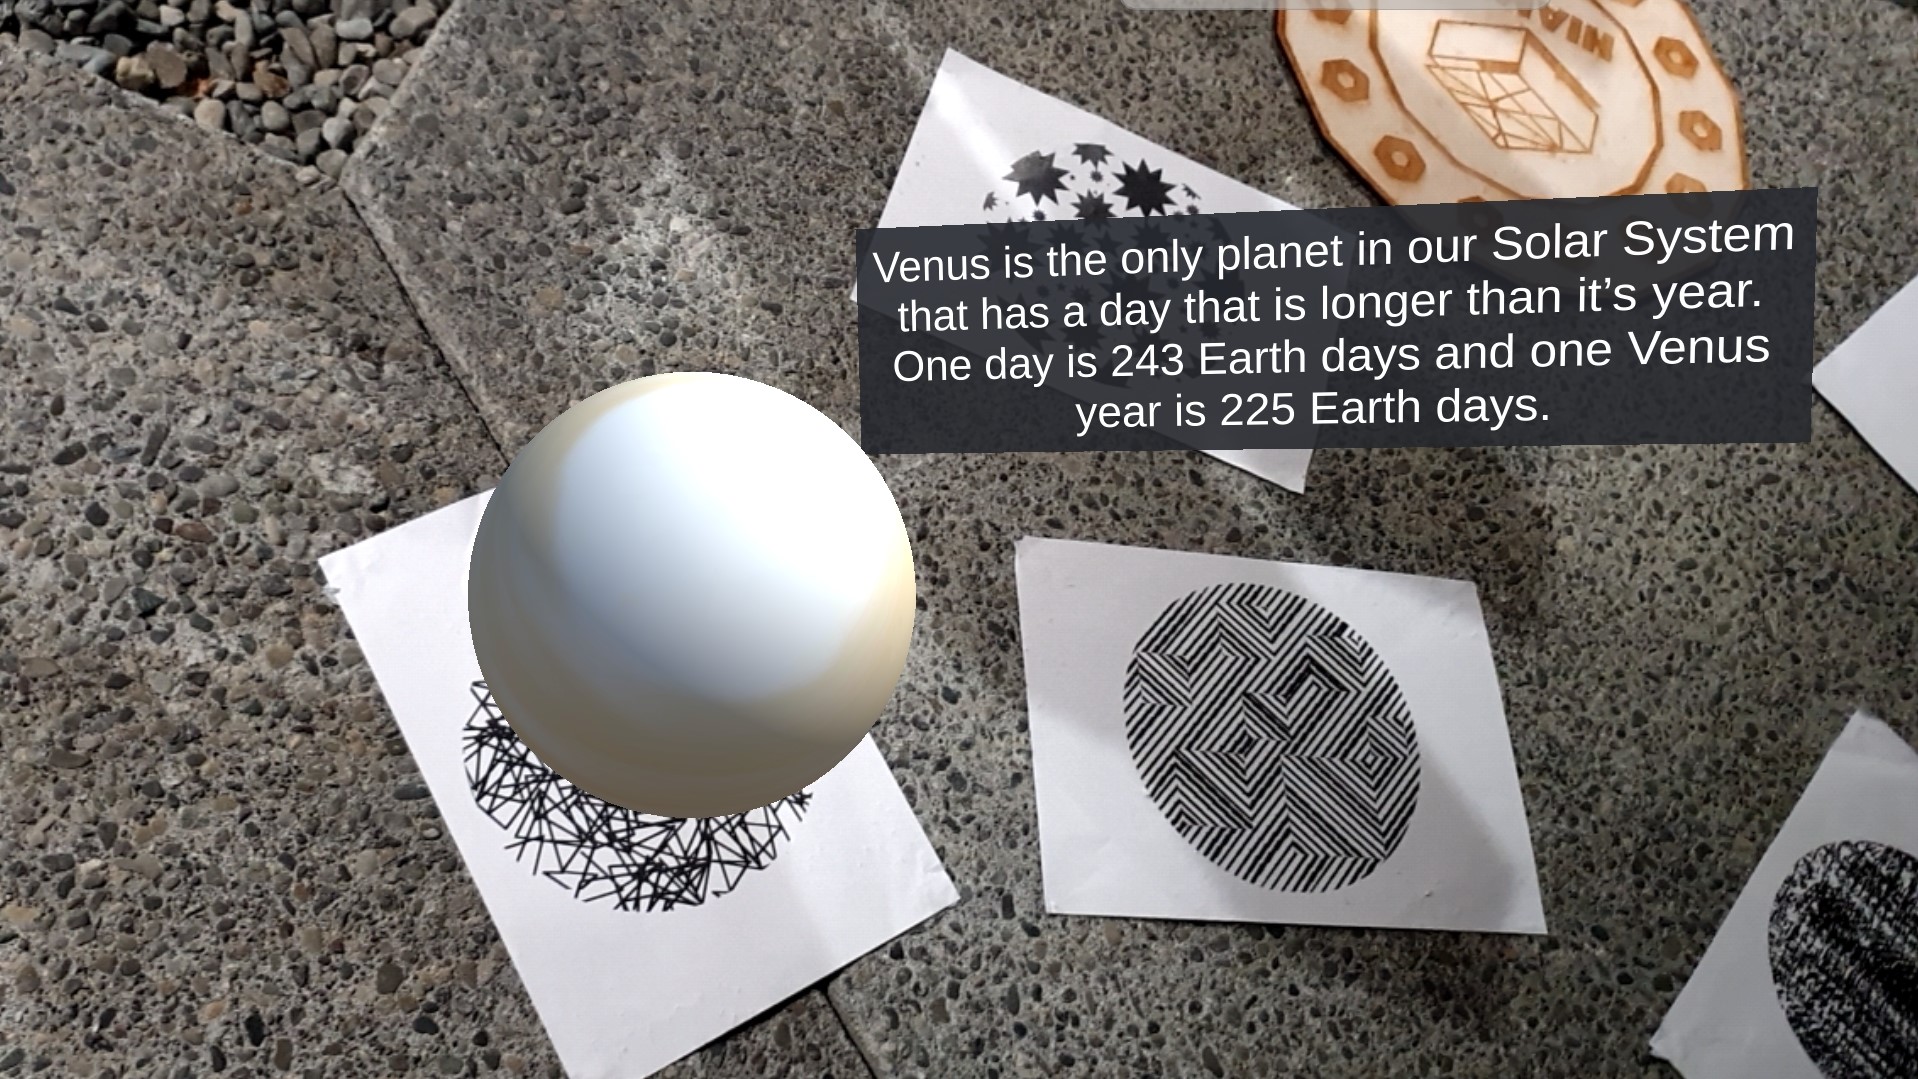 Venus is the only planet in our Solar System
that has a day that is longer than it’s year.
One day is 243 Earth days and one Venus
year is 225 Earth days.